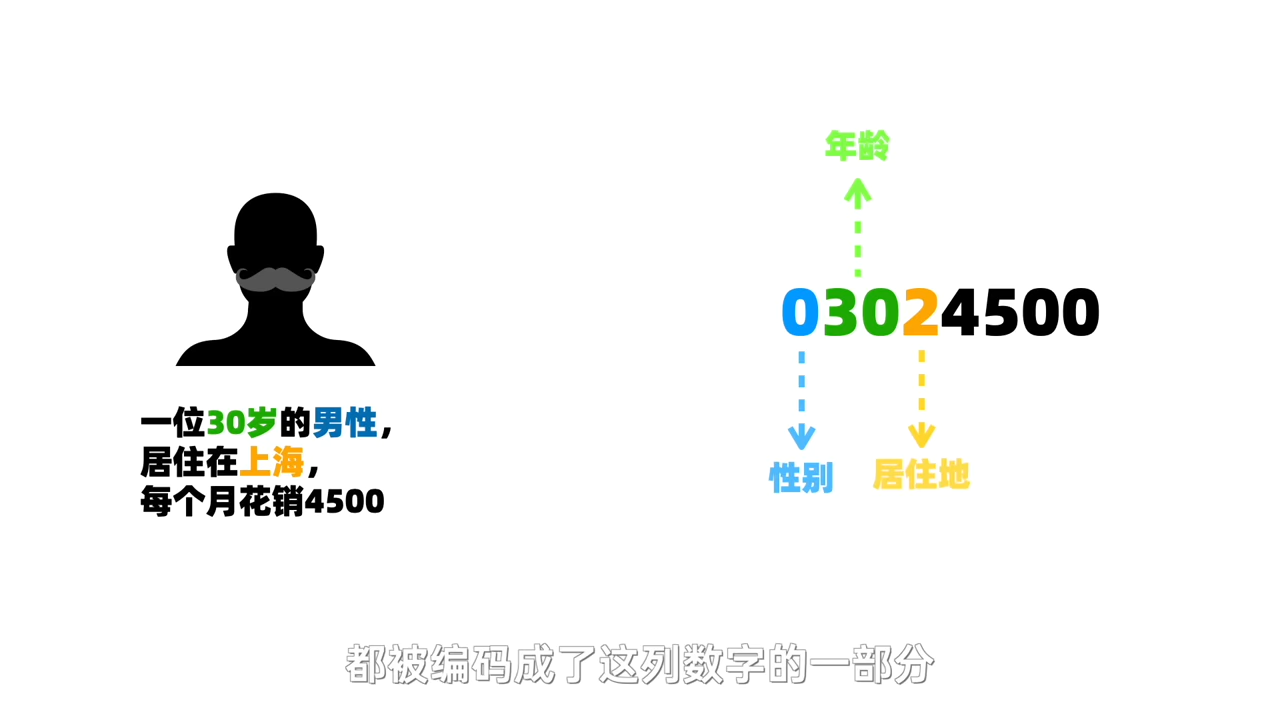 年龄
03024500
性别
居住地
一位30岁的男性，
居住在上海，
每个月花销4500
都被编码成了这列数字的一部分